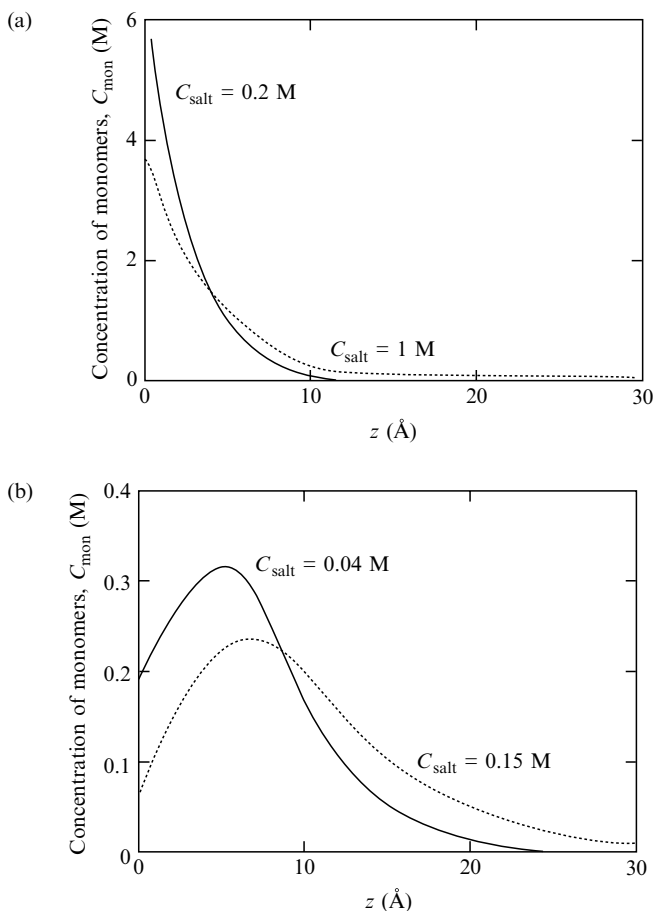 (a)
6
4
2
0
Concentration of monomers, C_mon (M)
C_salt = 0.2 M
C_salt = 1 M
0 10 20 30
z (Å)
(b)
0.4
0.3
0.2
0.1
0
Concentration of monomers, C_mon (M)
C_salt = 0.04 M
C_salt = 0.15 M
0 10 20 30
z (Å)